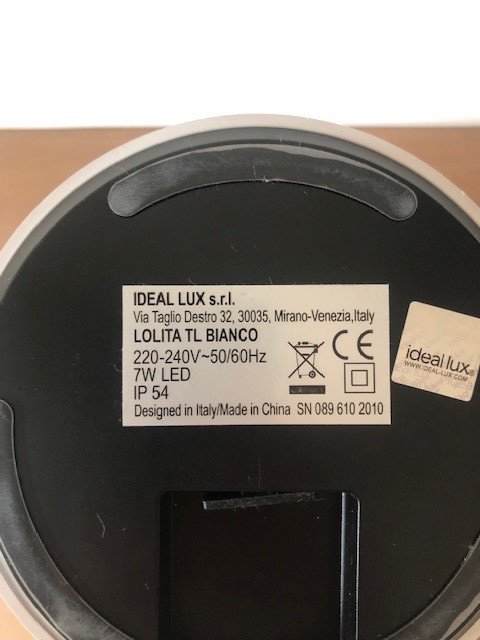 IDEAL LUX s.r.l.
Via Taglio Destro 32, 30035, Mirano-Venezia,Italy
LOLITA TL BIANCO
220-240V~50/60Hz
7W LED
IP 54
Designed in Italy/Made in China SN 089 610 2010
CE
ideal lux®
WWW.IDEAL-LUX.COM